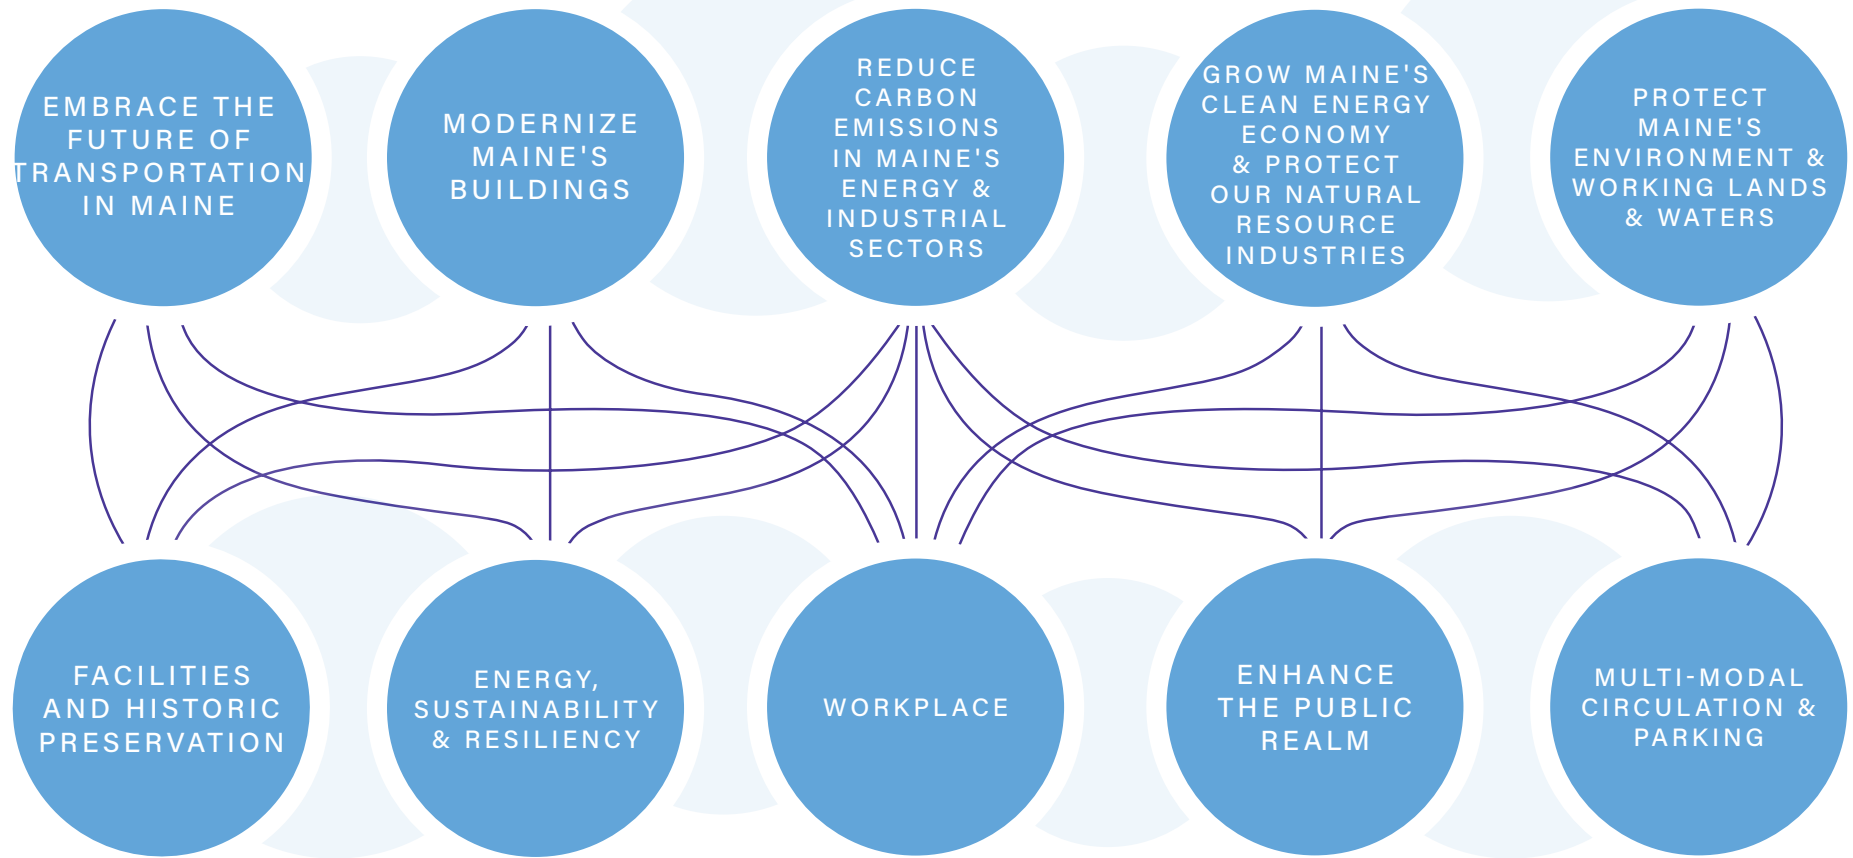 EMBRACE THE
FUTURE OF
TRANSPORTATION
IN MAINE
MODERNIZE
MAINE'S
BUILDINGS
REDUCE
CARBON
EMISSIONS
IN MAINE'S
ENERGY &
INDUSTRIAL
SECTORS
GROW MAINE'S
CLEAN ENERGY
ECONOMY
& PROTECT
OUR NATURAL
RESOURCE
INDUSTRIES
PROTECT
MAINE'S
ENVIRONMENT &
WORKING LANDS
& WATERS
FACILITIES
AND HISTORIC
PRESERVATION
ENERGY,
SUSTAINABILITY
& RESILIENCY
WORKPLACE
ENHANCE
THE PUBLIC
REALM
MULTI-MODAL
CIRCULATION &
PARKING